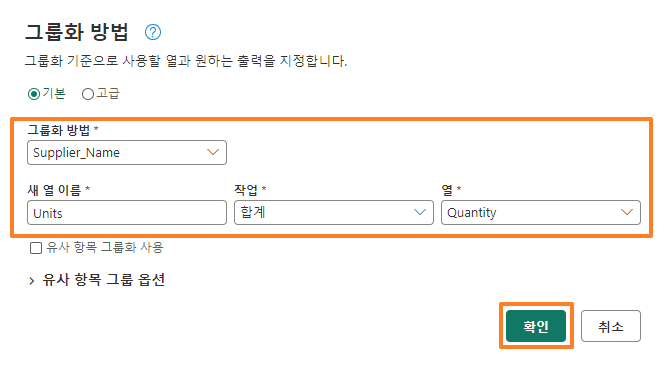 그룹화 방법 ?
그룹화 기준으로 사용할 열과 원하는 출력을 지정합니다.
기본 고급
그룹화 방법 *
Supplier_Name
새 열 이름 * 작업 * 열 *
Units 합계 Quantity
유사 항목 그룹화 사용
유사 항목 그룹 옵션
확인 취소